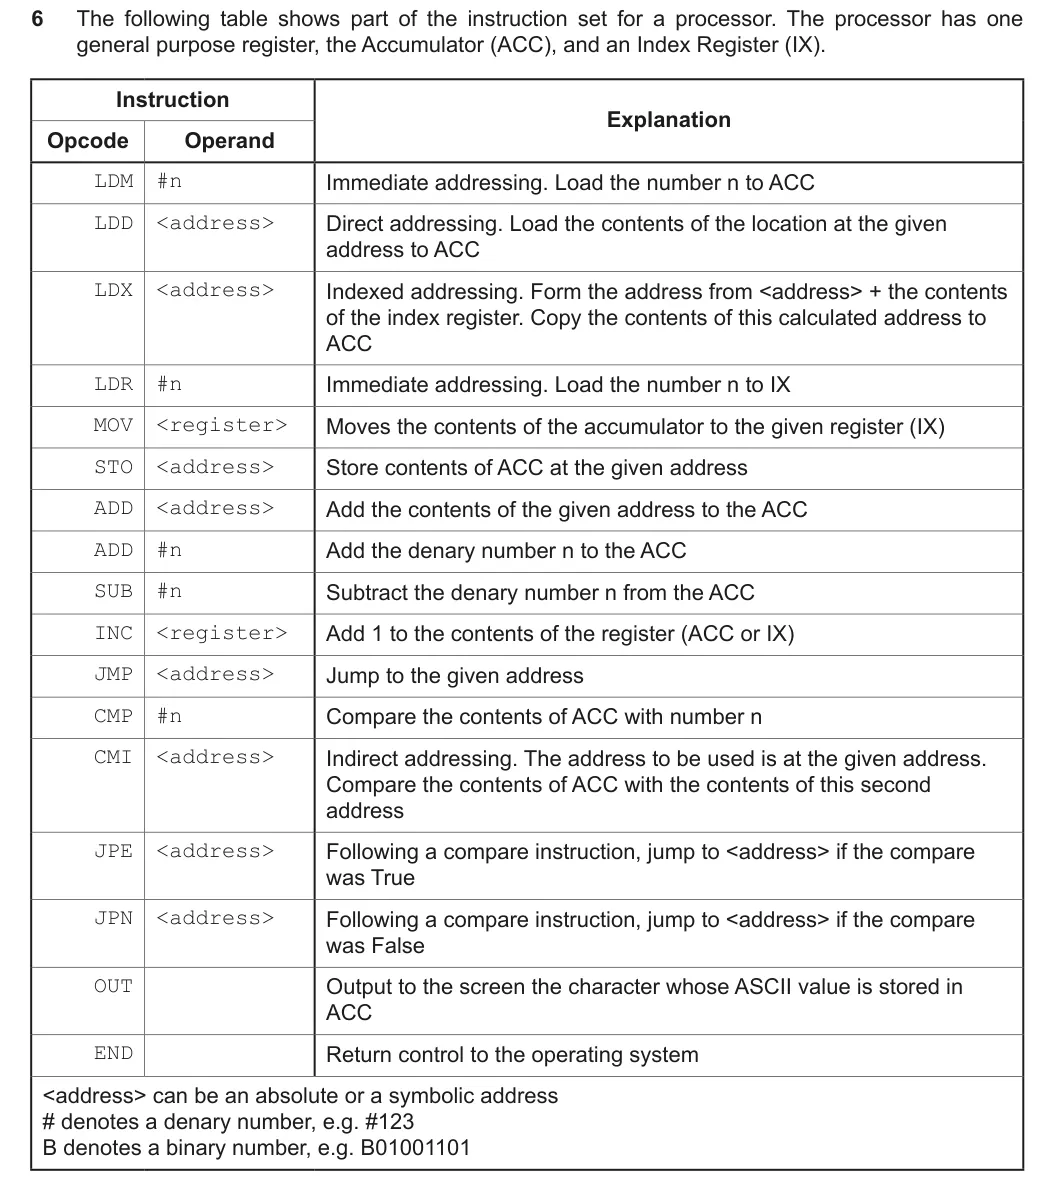 6 The following table shows part of the instruction set for a processor. The processor has one
general purpose register, the Accumulator (ACC), and an Index Register (IX).
Instruction
Explanation
Opcode Operand
LDM #n Immediate addressing. Load the number n to ACC
LDD <address> Direct addressing. Load the contents of the location at the given
address to ACC
LDX <address> Indexed addressing. Form the address from <address> + the contents
of the index register. Copy the contents of this calculated address to
ACC
LDR #n Immediate addressing. Load the number n to IX
MOV <register> Moves the contents of the accumulator to the given register (IX)
STO <address> Store contents of ACC at the given address
ADD <address> Add the contents of the given address to the ACC
ADD #n Add the denary number n to the ACC
SUB #n Subtract the denary number n from the ACC
INC <register> Add 1 to the contents of the register (ACC or IX)
JMP <address> Jump to the given address
CMP #n Compare the contents of ACC with number n
CMI <address> Indirect addressing. The address to be used is at the given address.
Compare the contents of ACC with the contents of this second
address
JPE <address> Following a compare instruction, jump to <address> if the compare
was True
JPN <address> Following a compare instruction, jump to <address> if the compare
was False
OUT Output to the screen the character whose ASCII value is stored in
ACC
END Return control to the operating system
<address> can be an absolute or a symbolic address
# denotes a denary number, e.g. #123
B denotes a binary number, e.g. B01001101